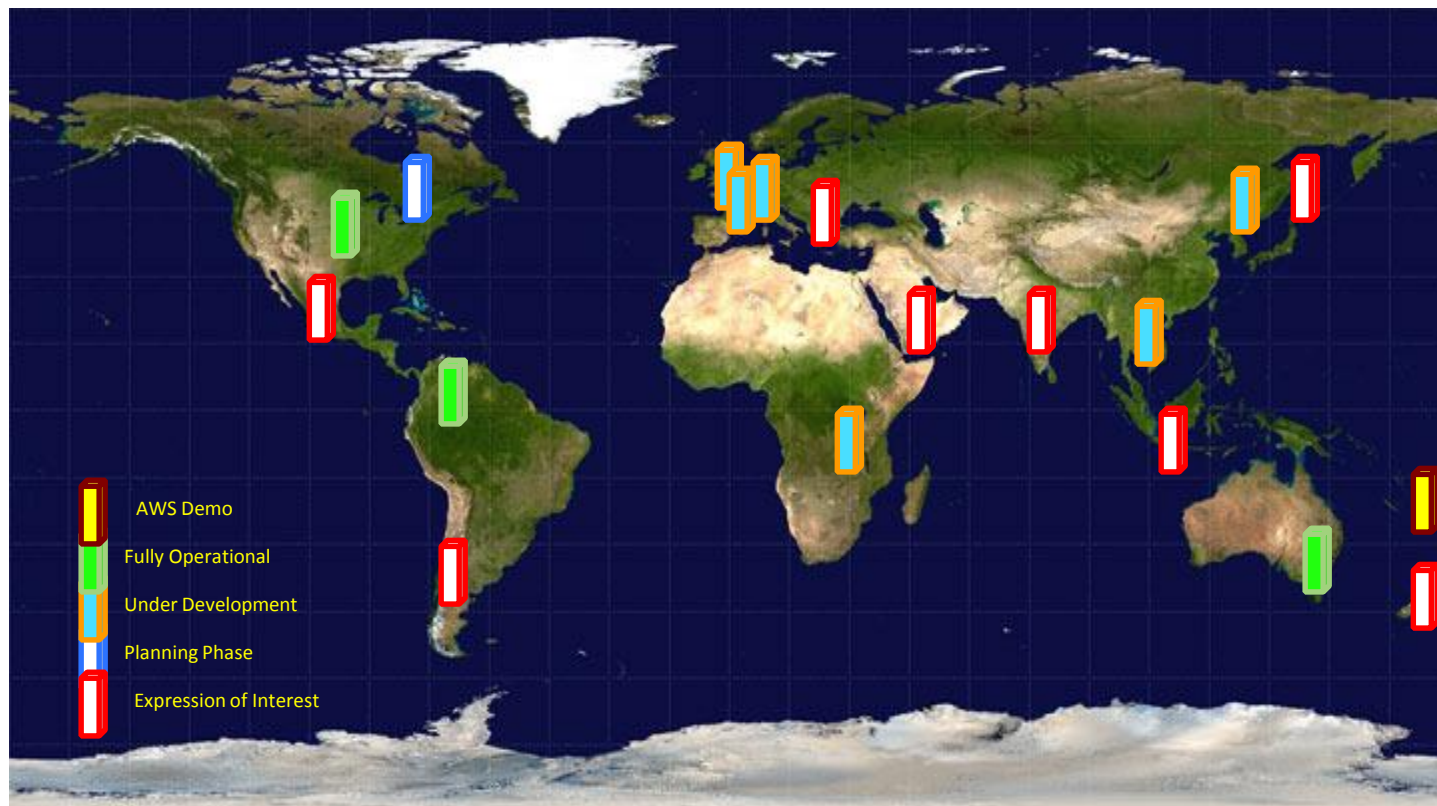 AWS Demo
Fully Operational
Under Development
Planning Phase
Expression of Interest